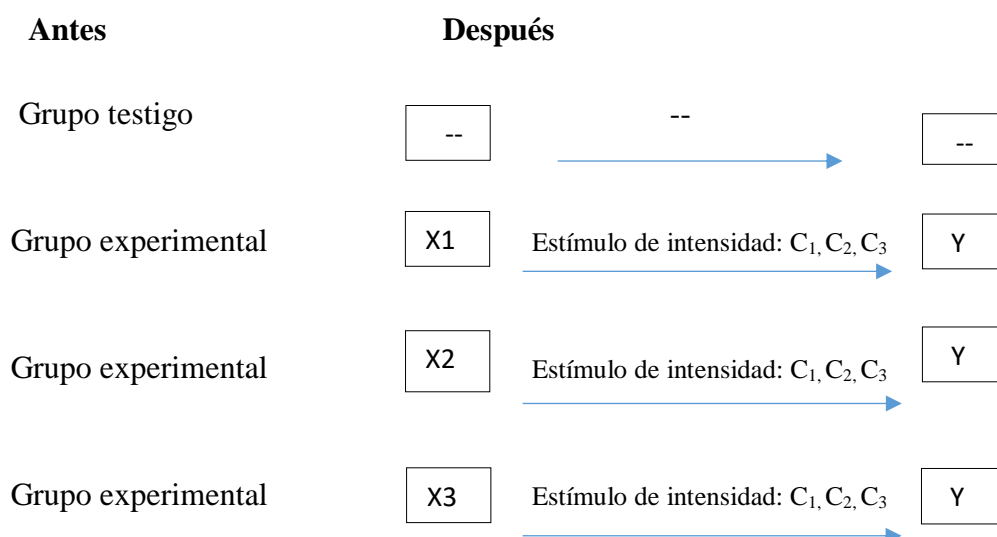 Antes Después
Grupo testigo -- -- --
Grupo experimental X1 Estímulo de intensidad: C1, C2, C3 Y
Grupo experimental X2 Estímulo de intensidad: C1, C2, C3 Y
Grupo experimental X3 Estímulo de intensidad: C1, C2, C3 Y